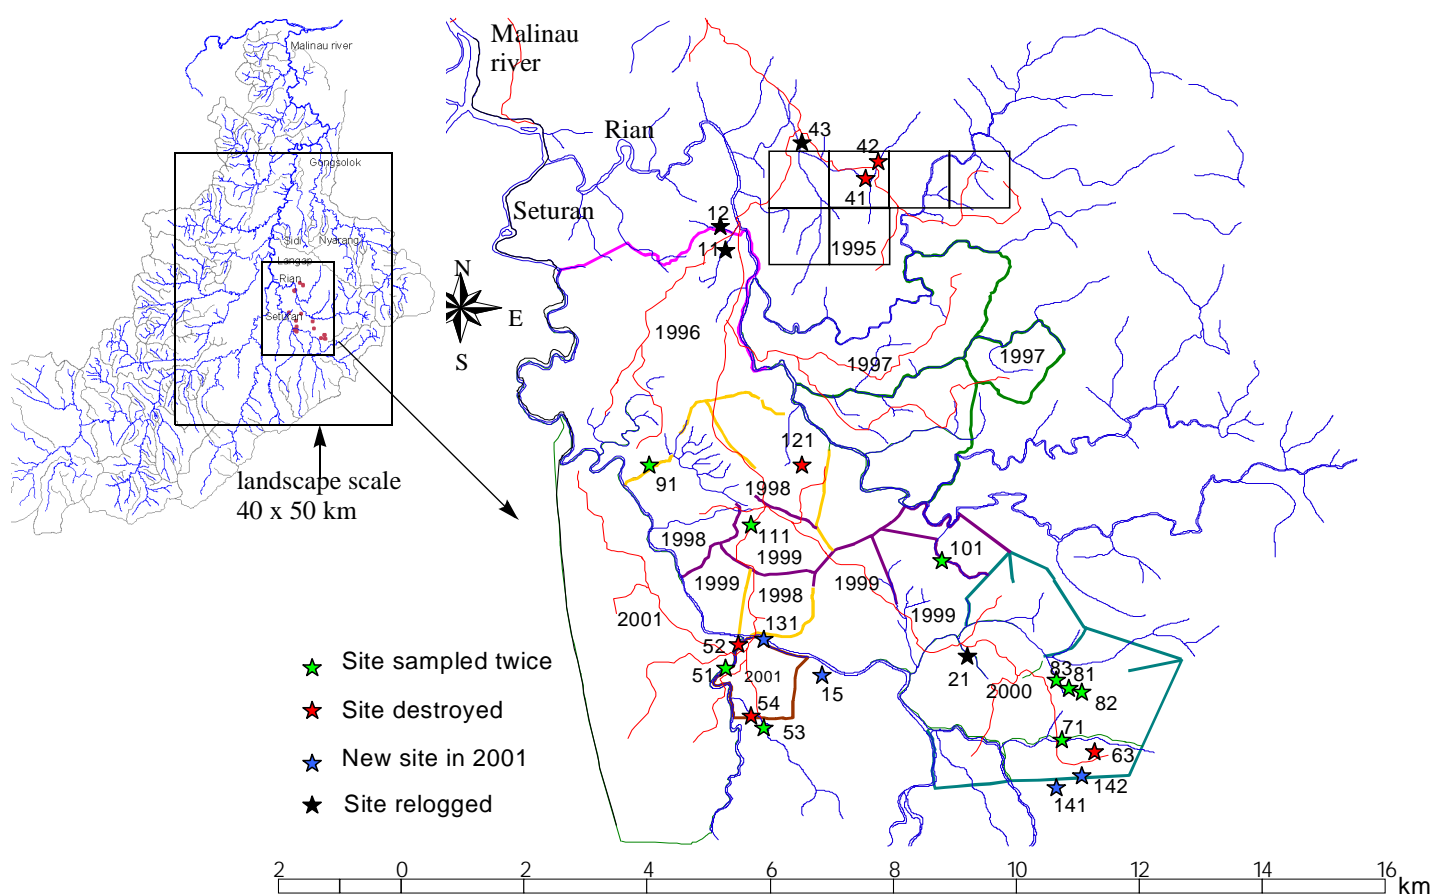 Malinau river
Gongsolok
Sidi
Nyarang
Langap
Rian
Seturan
landscape scale
40 x 50 km
Malinau
river
Rian
Seturan
N
E
S
43
42
41
12
11
1995
1996
1997
1997
121
91
1998
111
1998
1999
101
1999
1998
1999
1999
2001
131
52
51
2001
15
54
53
21
2000
83
81
82
71
63
142
141
Site sampled twice
Site destroyed
New site in 2001
Site relogged
2 0 4 6 8 10 12 14 16
km